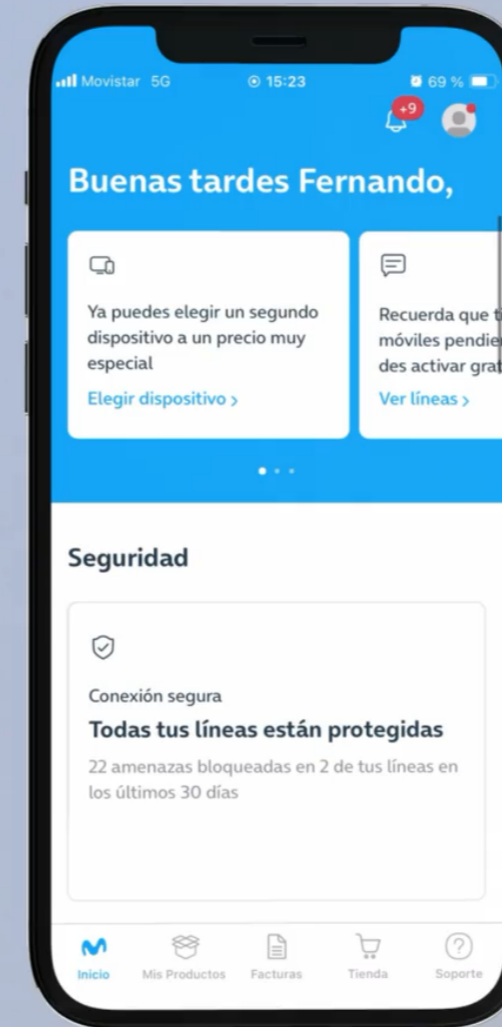 Movistar 5G 15:23 69 %
+9
Buenas tardes Fernando,
Ya puedes elegir un segundo
dispositivo a un precio muy
especial
Elegir dispositivo >
Recuerda que
móviles
des activar
Ver líneas >
Seguridad
Conexión segura
Todas tus líneas están protegidas
22 amenazas bloqueadas en 2 de tus líneas en
los últimos 30 días
Inicio Mis Productos Facturas Tienda Soporte